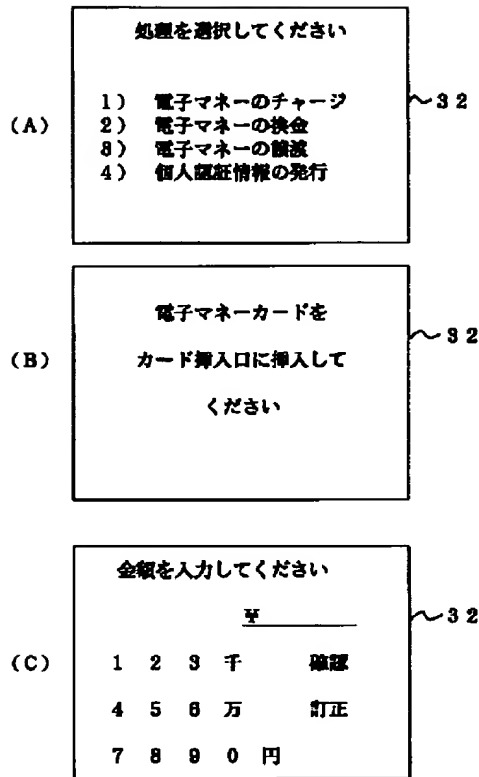 処理を選択してください
1） 電子マネーのチャージ
～32
(A)
2） 電子マネーの換金
3） 電子マネーの譲渡
4） 個人認証情報の発行
電子マネーカードを
～32
(B)
カード挿入口に挿入して
ください
金額を入力してください
¥
～32
(C)
1 2 3 千 確認
4 5 6 万 訂正
7 8 9 0 円